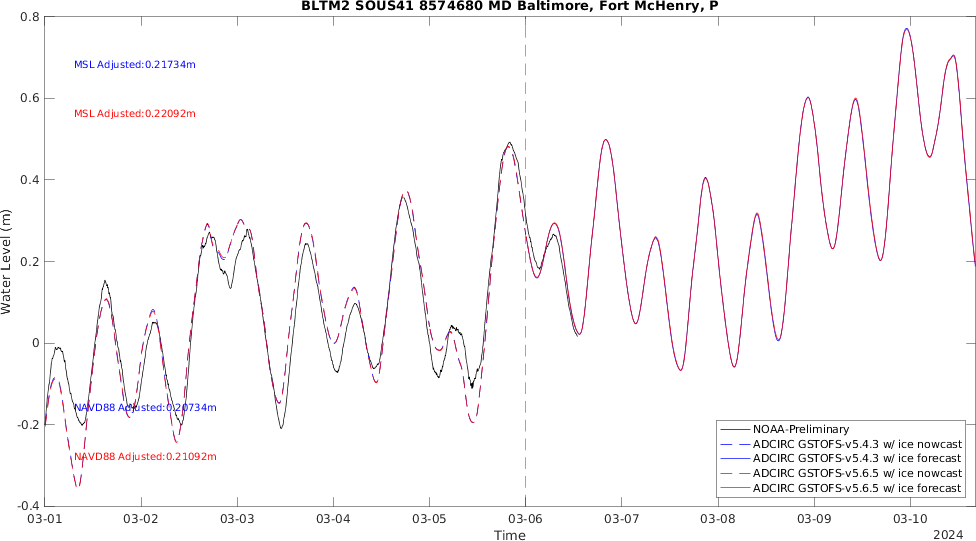 BLTM2 SOUS41 8574680 MD Baltimore, Fort McHenry, P
0.8
MSL Adjusted:0.21734m
0.6
MSL Adjusted:0.22092m
0.4
0.2
0
NAVD88 Adjusted:0.20734m
-0.2
NAVD88 Adjusted:0.21092m
-0.4
Water Level (m)
NOAA-Preliminary
ADCIRC GSTOFS-v5.4.3 w/ ice nowcast
ADCIRC GSTOFS-v5.4.3 w/ ice forecast
ADCIRC GSTOFS-v5.6.5 w/ ice nowcast
ADCIRC GSTOFS-v5.6.5 w/ ice forecast
03-01 03-02 03-03 03-04 03-05 03-06 03-07 03-08 03-09 03-10
Time
2024